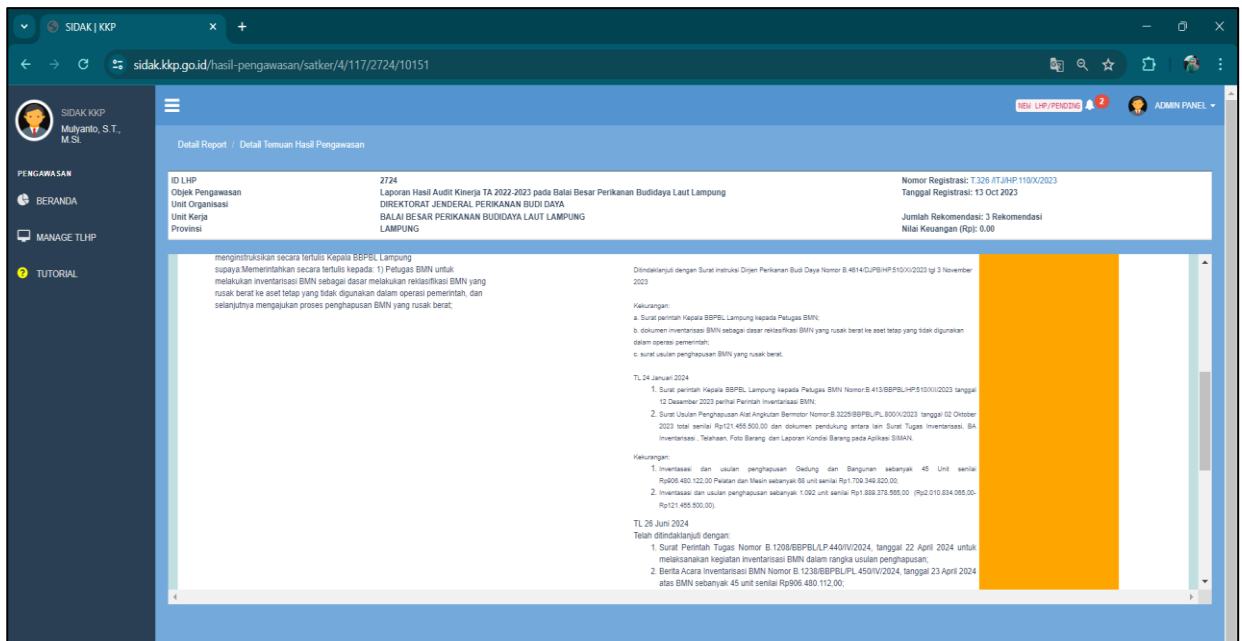 SIDAK | KKP
sidak.kkp.go.id/hasil-pengawasan/satker/4/117/2724/10151
SIDAK KKP
Mulyanto, S.T.,
M.Si.
NEW LHP/PENDING 2
ADMIN PANEL
Detail Report / Detail Temuan Hasil Pengawasan
PENGAWASAN
BERANDA
MANAGE TLHP
TUTORIAL
ID LHP 2724 Nomor Registrasi: T.326 /ITJ/HP.110/X/2023
Objek Pengawasan Laporan Hasil Audit Kinerja TA 2022-2023 pada Balai Besar Perikanan Budidaya Laut Lampung Tanggal Registrasi: 13 Oct 2023
Unit Organisasi DIREKTORAT JENDERAL PERIKANAN BUDI DAYA
Unit Kerja BALAI BESAR PERIKANAN BUDIDAYA LAUT LAMPUNG Jumlah Rekomendasi: 3 Rekomendasi
Provinsi LAMPUNG Nilai Keuangan (Rp): 0.00
menginstruksikan secara tertulis Kepala BBPBL Lampung
supaya:Memerintahkan secara tertulis kepada: 1) Petugas BMN untuk
melakukan inventarisasi BMN sebagai dasar melakukan reklasifikasi BMN yang
rusak berat ke aset tetap yang tidak digunakan dalam operasi pemerintah, dan
selanjutnya mengajukan proses penghapusan BMN yang rusak berat;
Ditindaklanjuti dengan Surat instruksi Dirjen Perikanan Budi Daya Nomor B.4614/DJPB/HP.510/XI/2023 tgl 3 November
2023
Kekurangan:
a. Surat perintah Kepala BBPBL Lampung kepada Petugas BMN;
b. dokumen inventarisasi BMN sebagai dasar reklasifikasi BMN yang rusak berat ke aset tetap yang tidak digunakan
dalam operasi pemerintah;
c. surat usulan penghapusan BMN yang rusak berat.
TL 24 Januari 2024
1. Surat perintah Kepala BBPBL Lampung kepada Petugas BMN Nomor:B.413/BBPBL/HP.510/XII/2023 tanggal
12 Desember 2023 perihal Perintah Inventarisasi BMN;
2. Surat Usulan Penghapusan Alat Angkutan Bermotor Nomor:B.3225/BBPBL/PL.800/X/2023 tanggal 02 Oktober
2023 total senilai Rp121.455.500,00 dan dokumen pendukung antara lain Surat Tugas Inventarisasi, BA
Inventarisasi , Telahaan, Foto Barang dan Laporan Kondisi Barang pada Aplikasi SIMAN.
Kekurangan:
1. Inventasasi dan usulan penghapusan Gedung dan Bangunan sebanyak 45 Unit senilai
Rp906.480.122,00 Pelatan dan Mesin sebanyak 68 unit senilai Rp1.709.349.820,00;
2. Inventasasi dan usulan penghapusan sebanyak 1.092 unit senilai Rp1.889.378.565,00 (Rp2.010.834.065,00-
Rp121.455.500,00).
TL 26 Juni 2024
Telah ditindaklanjuti dengan:
1. Surat Perintah Tugas Nomor B.1208/BBPBL/LP.440/IV/2024, tanggal 22 April 2024 untuk
melaksanakan kegiatan inventarisasi BMN dalam rangka usulan penghapusan;
2. Berita Acara Inventarisasi BMN Nomor B.1238/BBPBL/PL.450/IV/2024, tanggal 23 April 2024
atas BMN sebanyak 45 unit senilai Rp906.480.112,00;